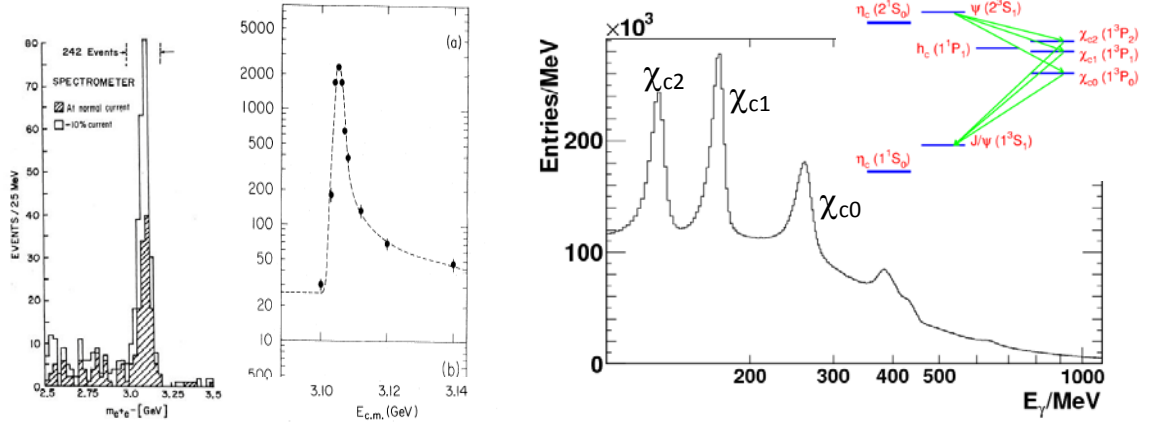 80
70
60
50
40
30
20
10
0
EVENTS / 25 MeV
242 Events
SPECTROMETER
At normal current
-10% current
2.5
2.75
3.0
3.25
3.5
m e+e- [GeV]
5000
2000
1000
500
200
100
50
20
10
500
(a)
(b)
3.10
3.12
3.14
E c.m. (GeV)
×10³
Entries/MeV
200
100
0
χc2
χc1
χc0
200
300
400
500
1000
Eγ/MeV
ηc (2¹S₀)
ψ (2³S₁)
χc2 (1³P₂)
hc (1¹P₁)
χc1 (1³P₁)
χc0 (1³P₀)
J/ψ (1³S₁)
ηc (1¹S₀)